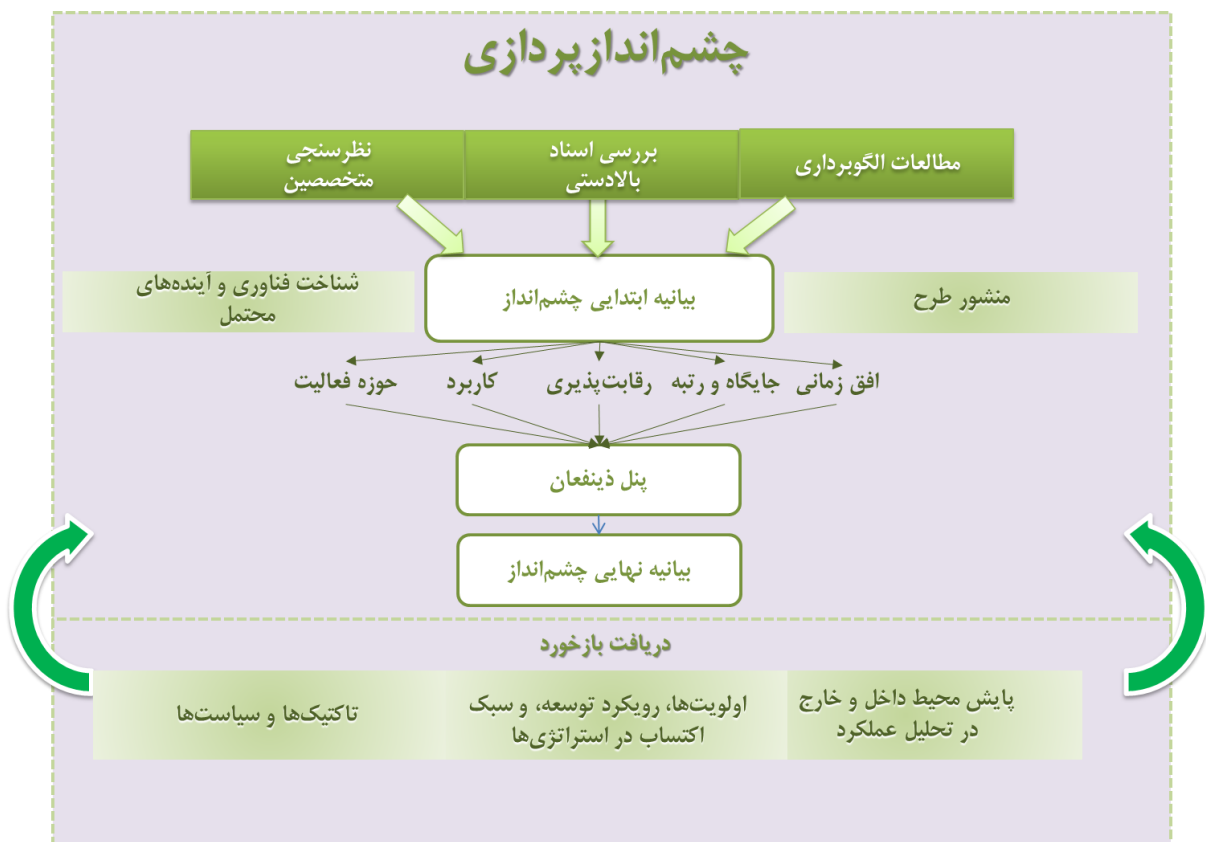 چشم‌اندازپردازی
مطالعات الگوبرداری
بررسی اسناد
بالادستی
نظرسنجی
متخصصین
منشور طرح
بیانیه ابتدایی چشم‌انداز
شناخت فناوری و آینده‌های
محتمل
افق زمانی
جایگاه و رتبه
رقابت‌پذیری
کاربرد
حوزه فعالیت
پنل ذینفعان
بیانیه نهایی چشم‌انداز
دریافت بازخورد
پایش محیط داخل و خارج
در تحلیل عملکرد
اولویت‌ها، رویکرد توسعه، و سبک
اکتساب در استراتژی‌ها
تاکتیک‌ها و سیاست‌ها